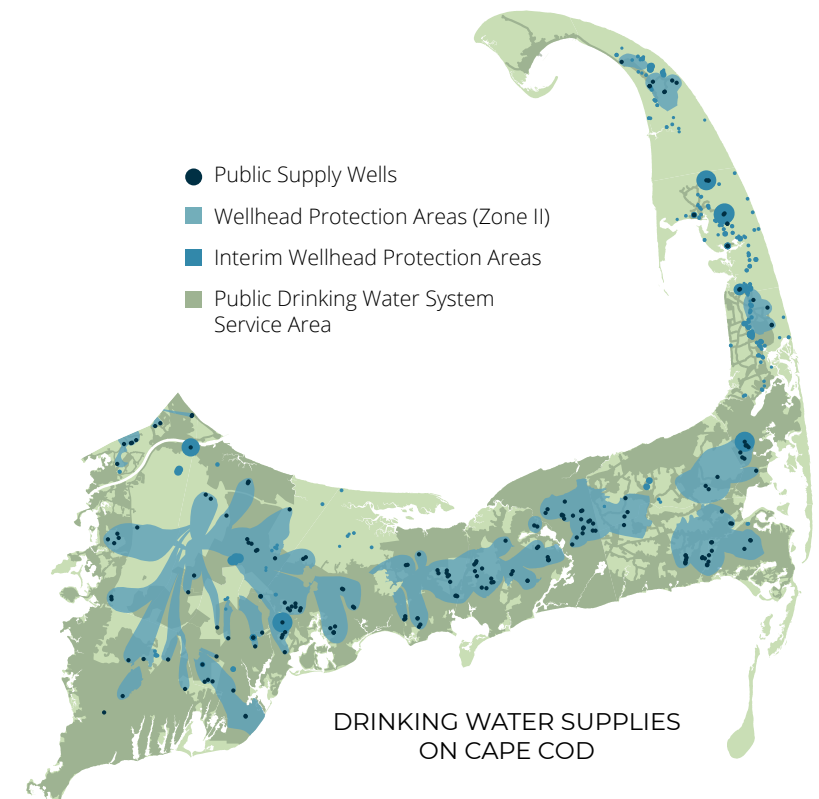 Public Supply Wells
Wellhead Protection Areas (Zone II)
Interim Wellhead Protection Areas
Public Drinking Water System
Service Area
DRINKING WATER SUPPLIES
ON CAPE COD